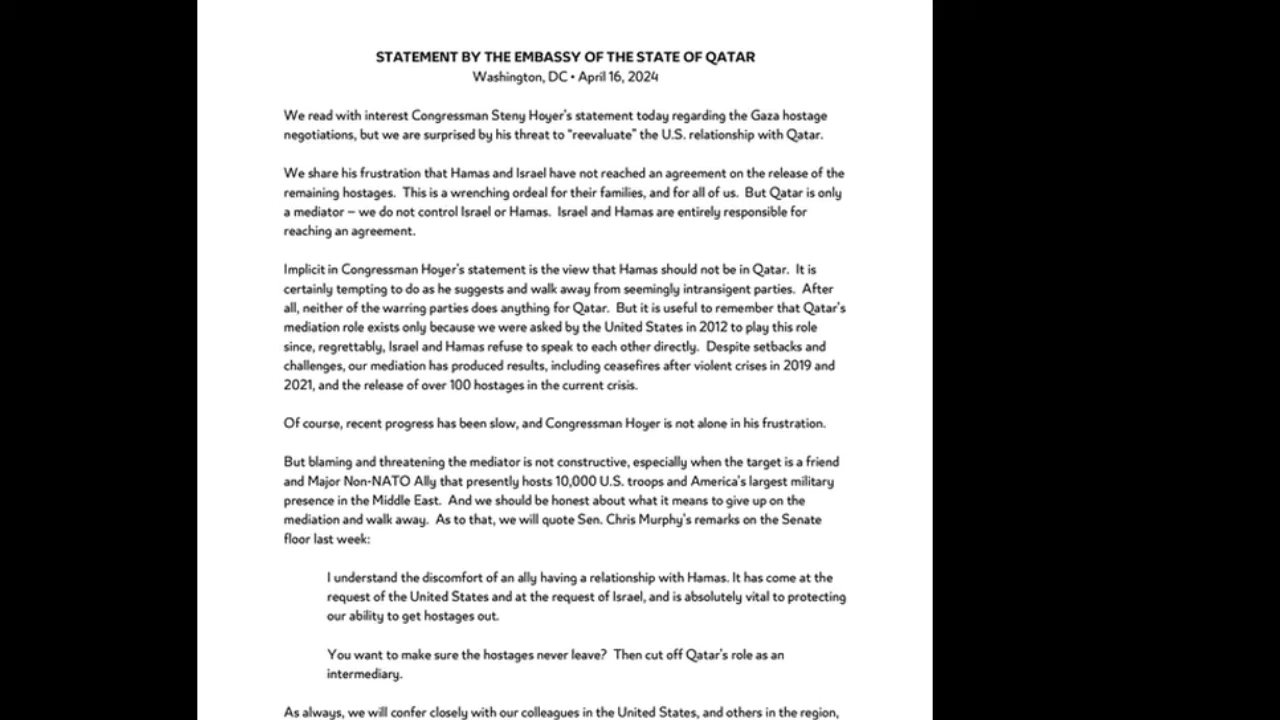 STATEMENT BY THE EMBASSY OF THE STATE OF QATAR
Washington, DC • April 16, 2024
We read with interest Congressman Steny Hoyer's statement today regarding the Gaza hostage
negotiations, but we are surprised by his threat to "reevaluate" the U.S. relationship with Qatar.
We share his frustration that Hamas and Israel have not reached an agreement on the release of the
remaining hostages.  This is a wrenching ordeal for their families, and for all of us.  But Qatar is only
a mediator – we do not control Israel or Hamas.  Israel and Hamas are entirely responsible for
reaching an agreement.
Implicit in Congressman Hoyer's statement is the view that Hamas should not be in Qatar.  It is
certainly tempting to do as he suggests and walk away from seemingly intransigent parties.  After
all, neither of the warring parties does anything for Qatar.  But it is useful to remember that Qatar's
mediation role exists only because we were asked by the United States in 2012 to play this role
since, regrettably, Israel and Hamas refuse to speak to each other directly.  Despite setbacks and
challenges, our mediation has produced results, including ceasefires after violent crises in 2019 and
2021, and the release of over 100 hostages in the current crisis.
Of course, recent progress has been slow, and Congressman Hoyer is not alone in his frustration.
But blaming and threatening the mediator is not constructive, especially when the target is a friend
and Major Non-NATO Ally that presently hosts 10,000 U.S. troops and America's largest military
presence in the Middle East.  And we should be honest about what it means to give up on the
mediation and walk away.  As to that, we will quote Sen. Chris Murphy's remarks on the Senate
floor last week:
I understand the discomfort of an ally having a relationship with Hamas. It has come at the
request of the United States and at the request of Israel, and is absolutely vital to protecting
our ability to get hostages out.
You want to make sure the hostages never leave?  Then cut off Qatar's role as an
intermediary.
As always, we will confer closely with our colleagues in the United States, and others in the region,